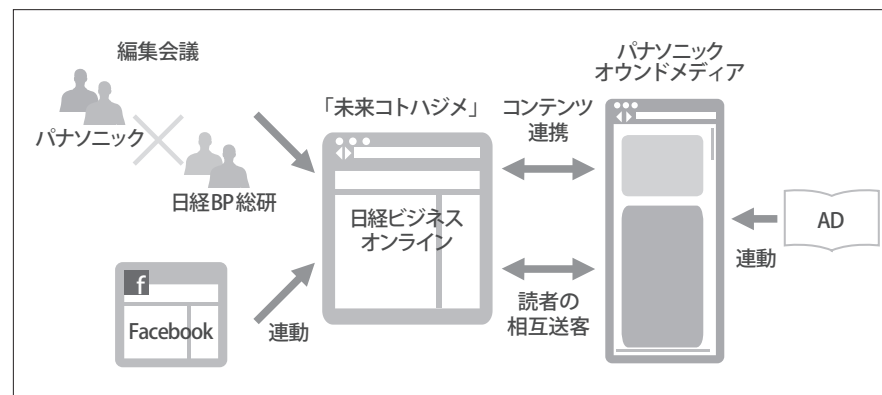 編集会議
パナソニック
日経BP総研
f
Facebook
連動
「未来コトハジメ」
日経ビジネス
オンライン
コンテンツ
連携
読者の
相互送客
パナソニック
オウンドメディア
AD
連動